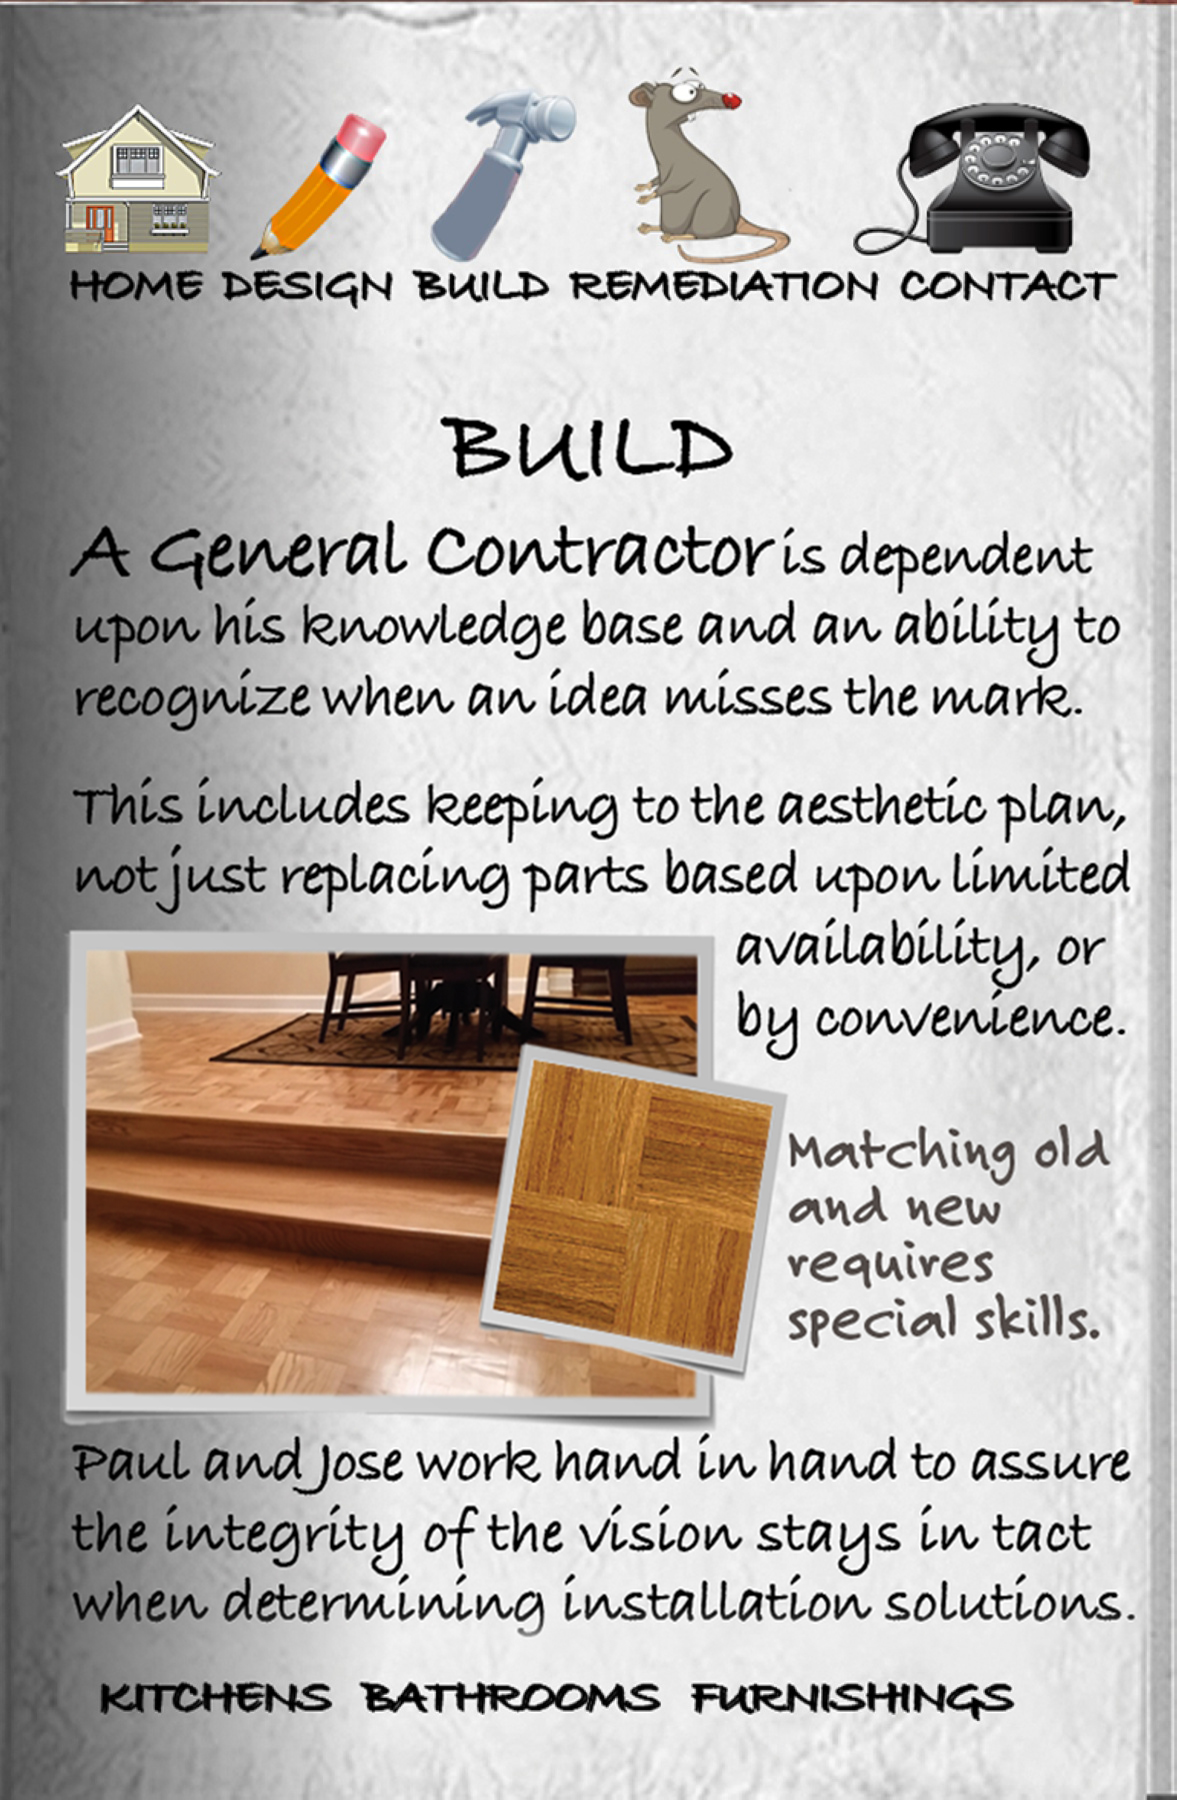 HOME DESIGN BUILD REMEDIATION CONTACT
BUILD
A General Contractor is dependent
upon his knowledge base and an ability to
recognize when an idea misses the mark.
This includes keeping to the aesthetic plan,
not just replacing parts based upon limited
availability, or
by convenience.
Matching old
and new
requires
special skills.
Paul and Jose work hand in hand to assure
the integrity of the vision stays in tact
when determining installation solutions.
KITCHENS BATHROOMS FURNISHINGS